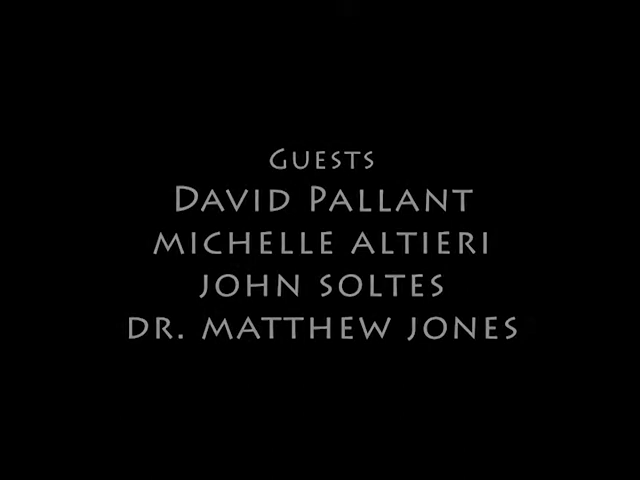 Guests
David Pallant
michelle altieri
john soltes
dr. matthew jones